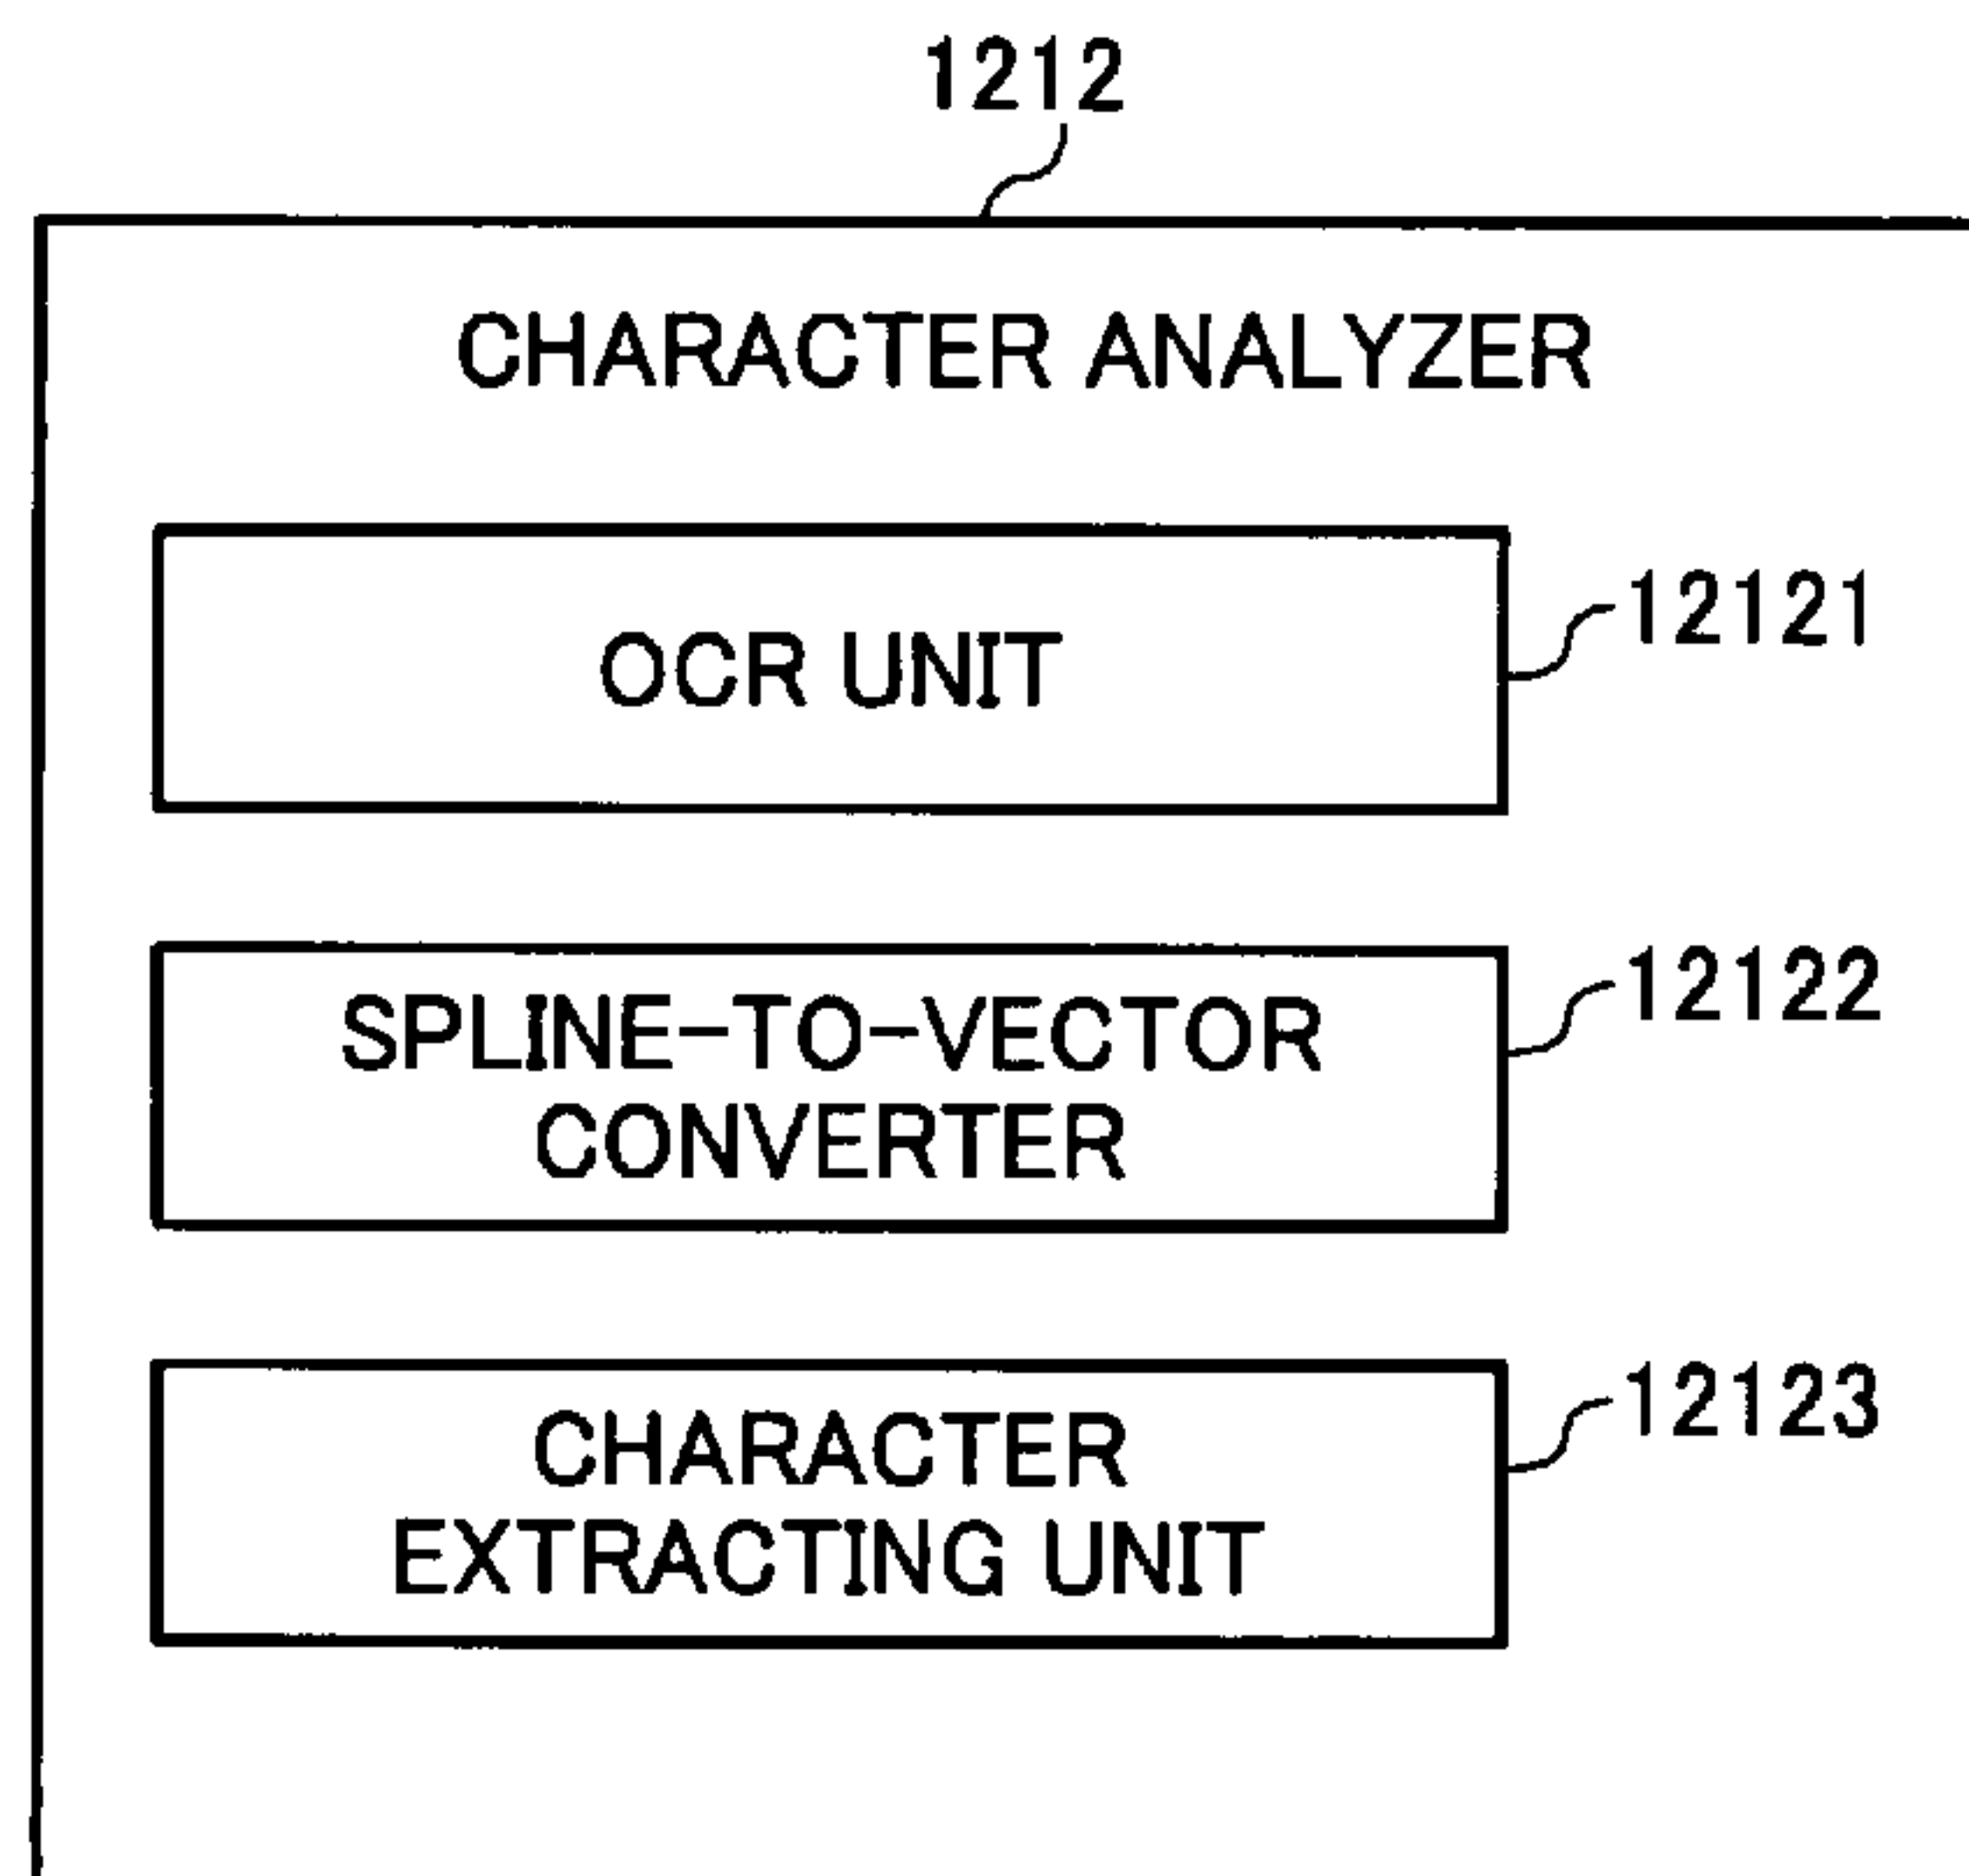 1212
CHARACTER ANALYZER
OCR UNIT
12121
SPLINE-TO-VECTOR
CONVERTER
12122
CHARACTER
EXTRACTING UNIT
12123